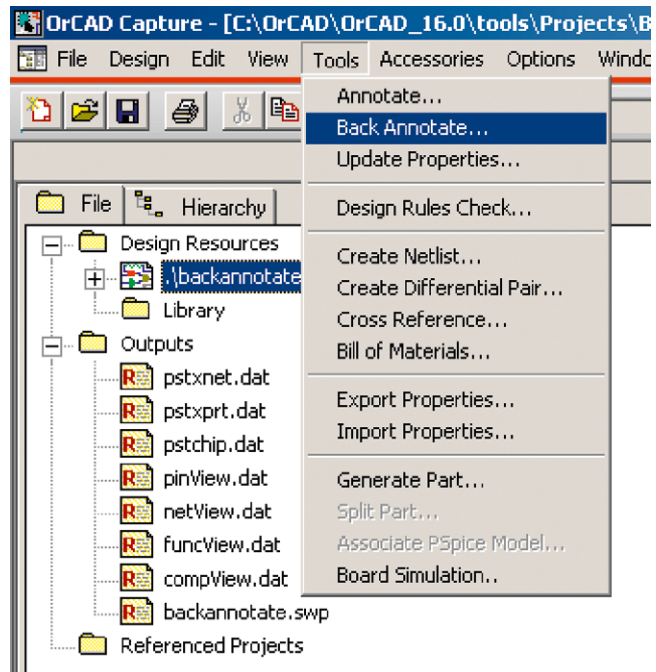 OrCAD Capture - [C:\OrCAD\OrCAD_16.0\tools\Projects\B
File Design Edit View Tools Accessories Options Windo
Annotate...
Back Annotate...
Update Properties...
Design Rules Check...
Create Netlist...
Create Differential Pair...
Cross Reference...
Bill of Materials...
Export Properties...
Import Properties...
Generate Part...
Split Part...
Associate PSpice Model...
Board Simulation..
File Hierarchy
Design Resources
.\backannotate
Library
Outputs
pstxnet.dat
pstxprt.dat
pstchip.dat
pinView.dat
netView.dat
funcView.dat
compView.dat
backannotate.swp
Referenced Projects